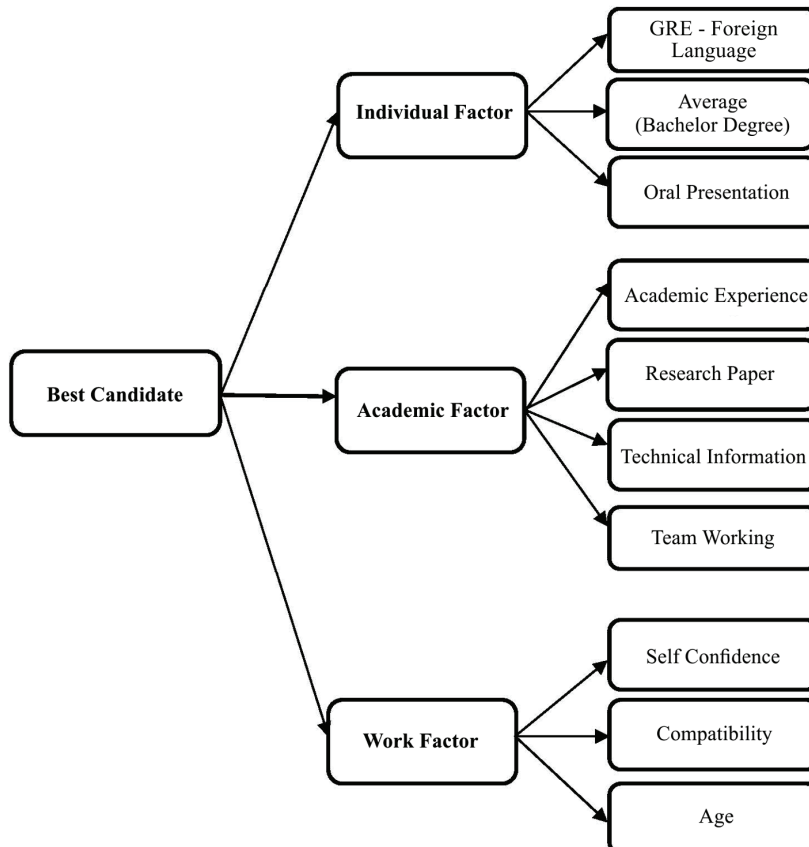 GRE - Foreign
Language
Individual Factor
Average
(Bachelor Degree)
Oral Presentation
Academic Experience
Best Candidate
Research Paper
Academic Factor
Technical Information
Team Working
Self Confidence
Work Factor
Compatibility
Age